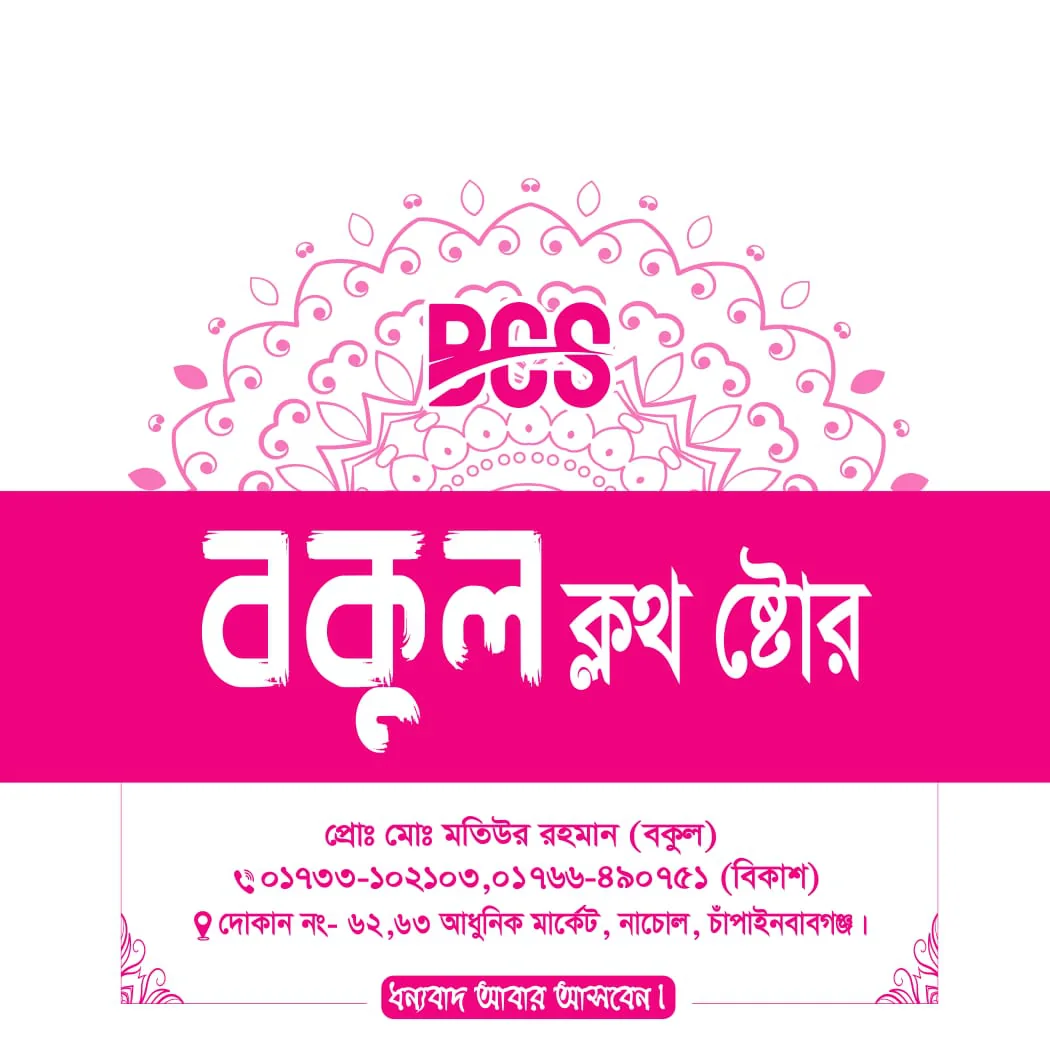 BCS
বকুল ক্লথ ষ্টোর
প্রোঃ মোঃ মতিউর রহমান (বকুল)
০১৭৩৩-১০২১০৩,০১৭৬৬-৪৯০৭৫১ (বিকাশ)
দোকান নং- ৬২,৬৩ আধুনিক মার্কেট, নাচোল, চাঁপাইনবাবগঞ্জ।
ধন্যবাদ আবার আসবেন।